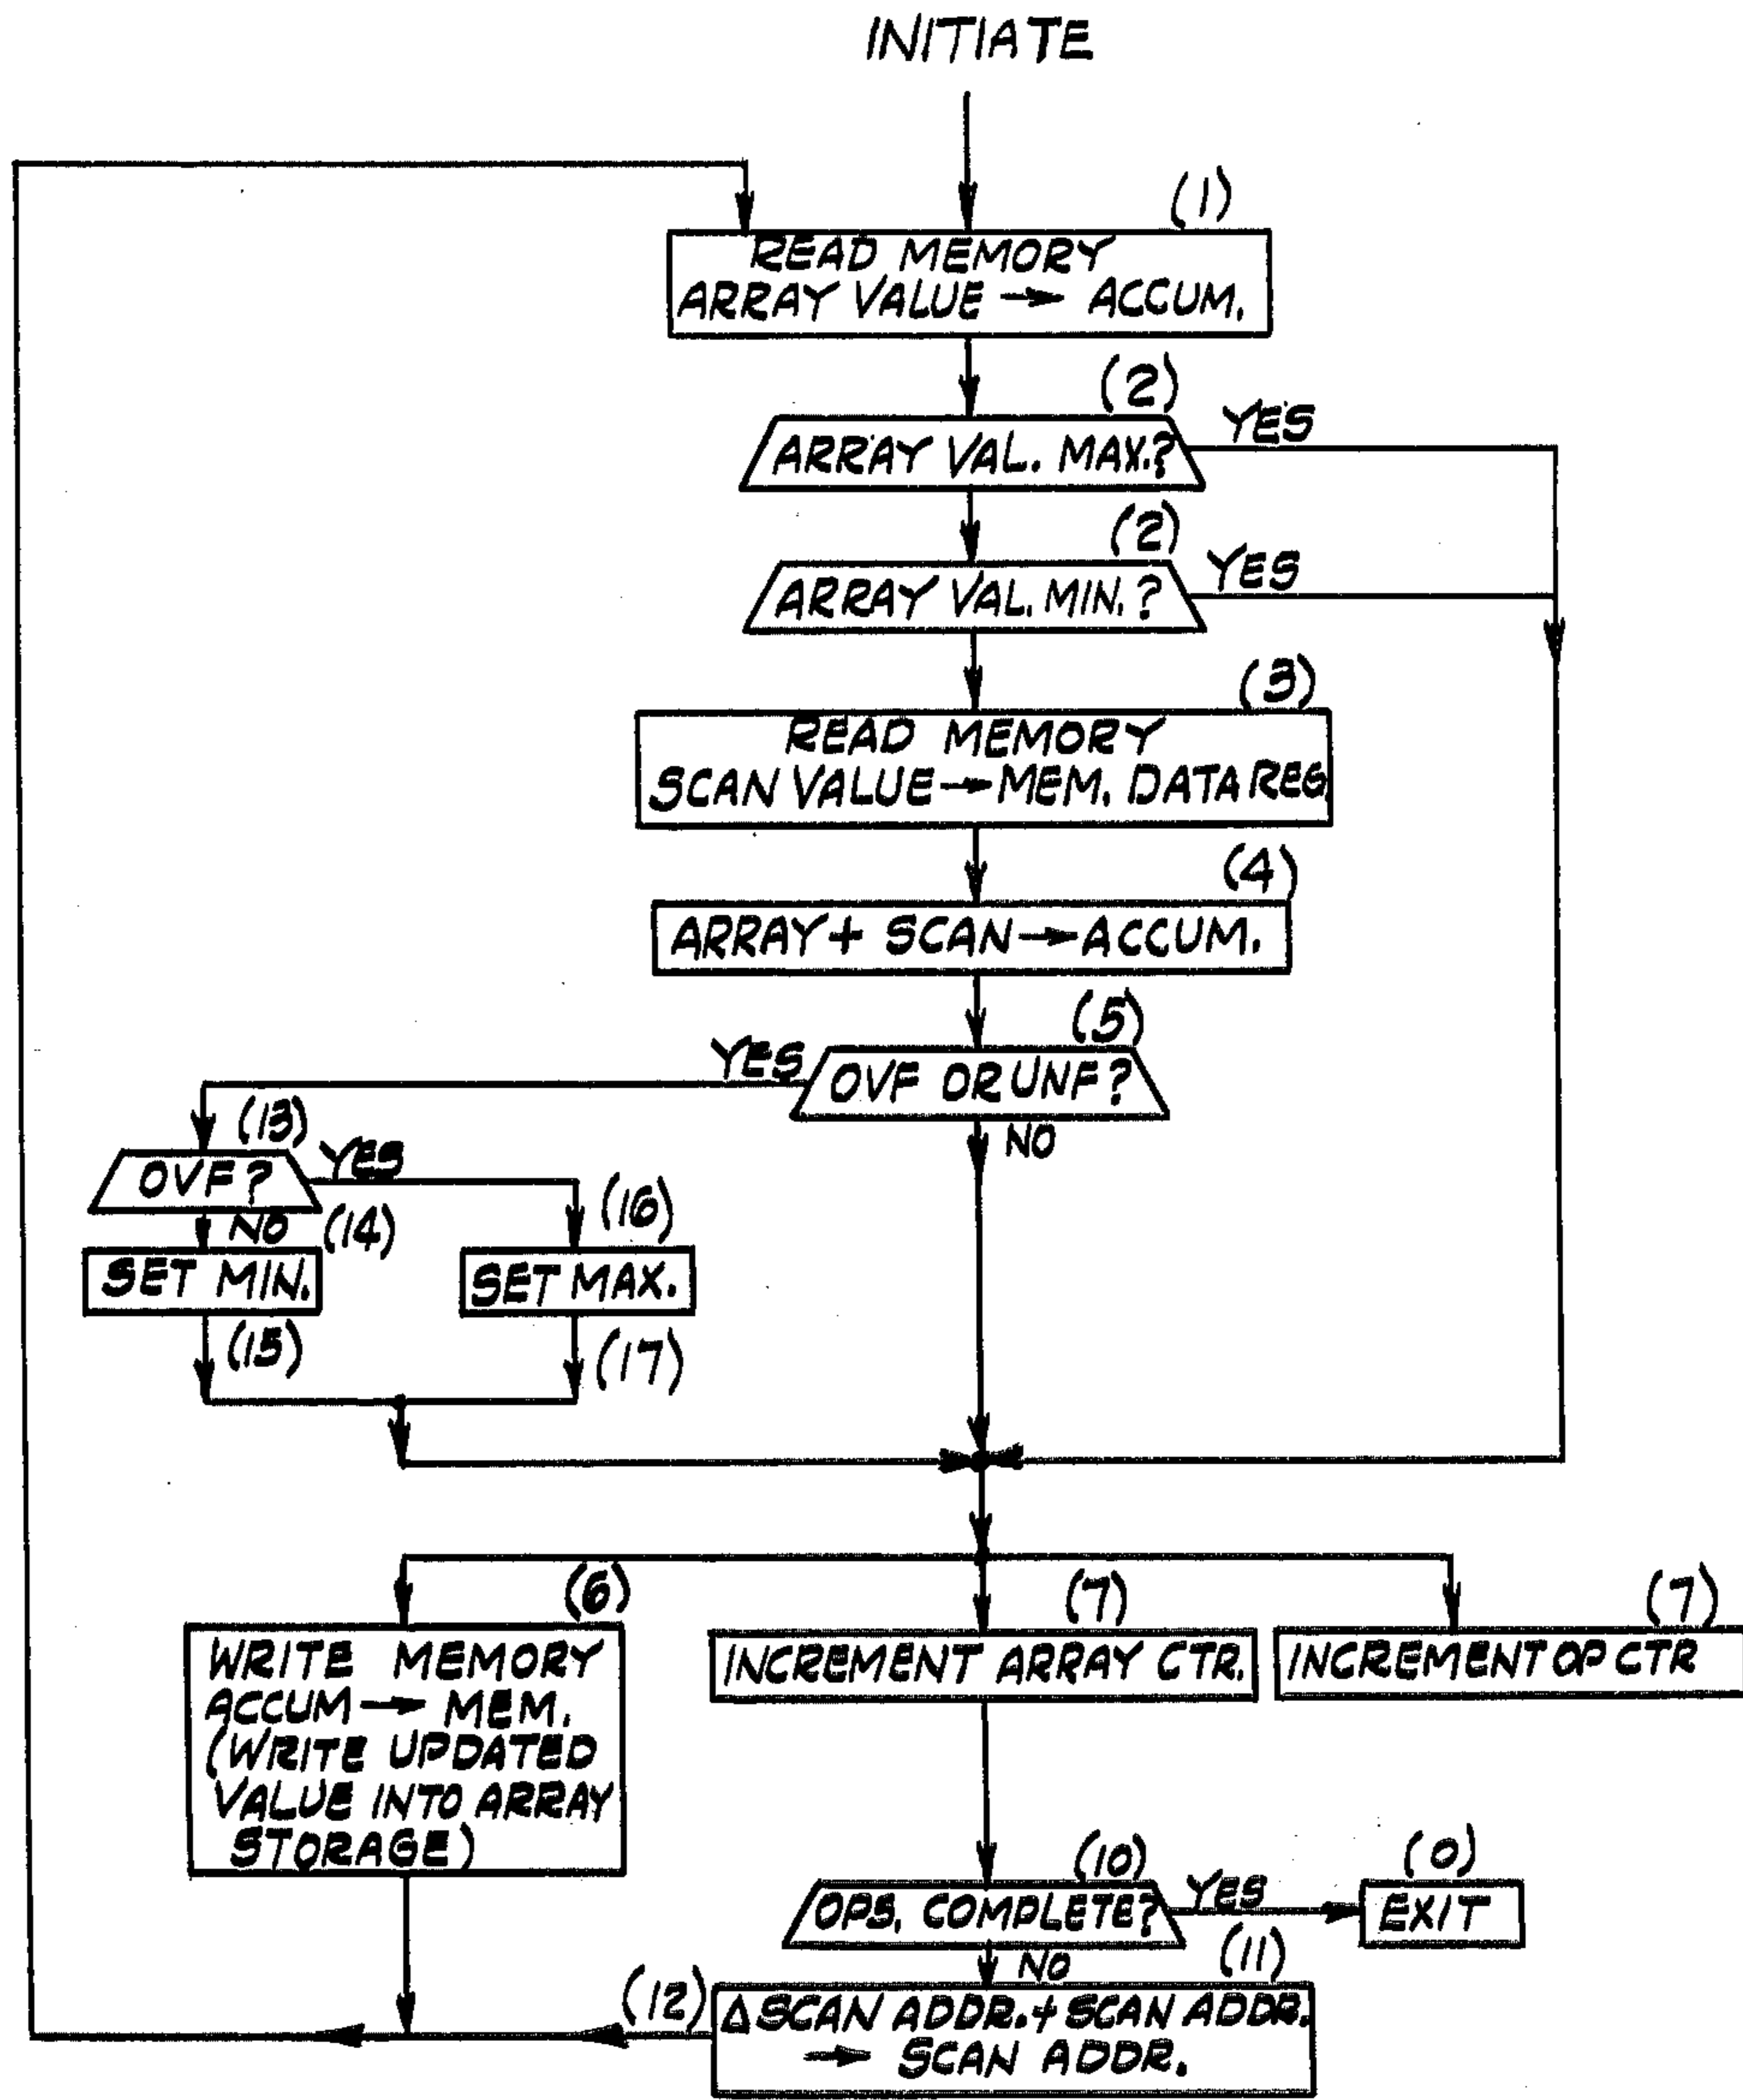 INITIATE
(1)
READ MEMORY
ARRAY VALUE → ACCUM.
(2)
ARRAY VAL. MAX.?
YES
(2)
ARRAY VAL. MIN.?
YES
(3)
READ MEMORY
SCAN VALUE → MEM. DATA REG.
(4)
ARRAY + SCAN → ACCUM.
(5)
YES
OVF OR UNF?
NO
(13)
OVF?
YES
NO
(14)
(16)
SET MIN.
SET MAX.
(15)
(17)
(6)
WRITE MEMORY
ACCUM → MEM.
(WRITE UPDATED
VALUE INTO ARRAY
STORAGE)
(7)
INCREMENT ARRAY CTR.
(7)
INCREMENT OP CTR
(10)
OPS. COMPLETE?
YES
(0)
EXIT
NO
(11)
(12)
Δ SCAN ADDR. + SCAN ADDR.
→ SCAN ADDR.